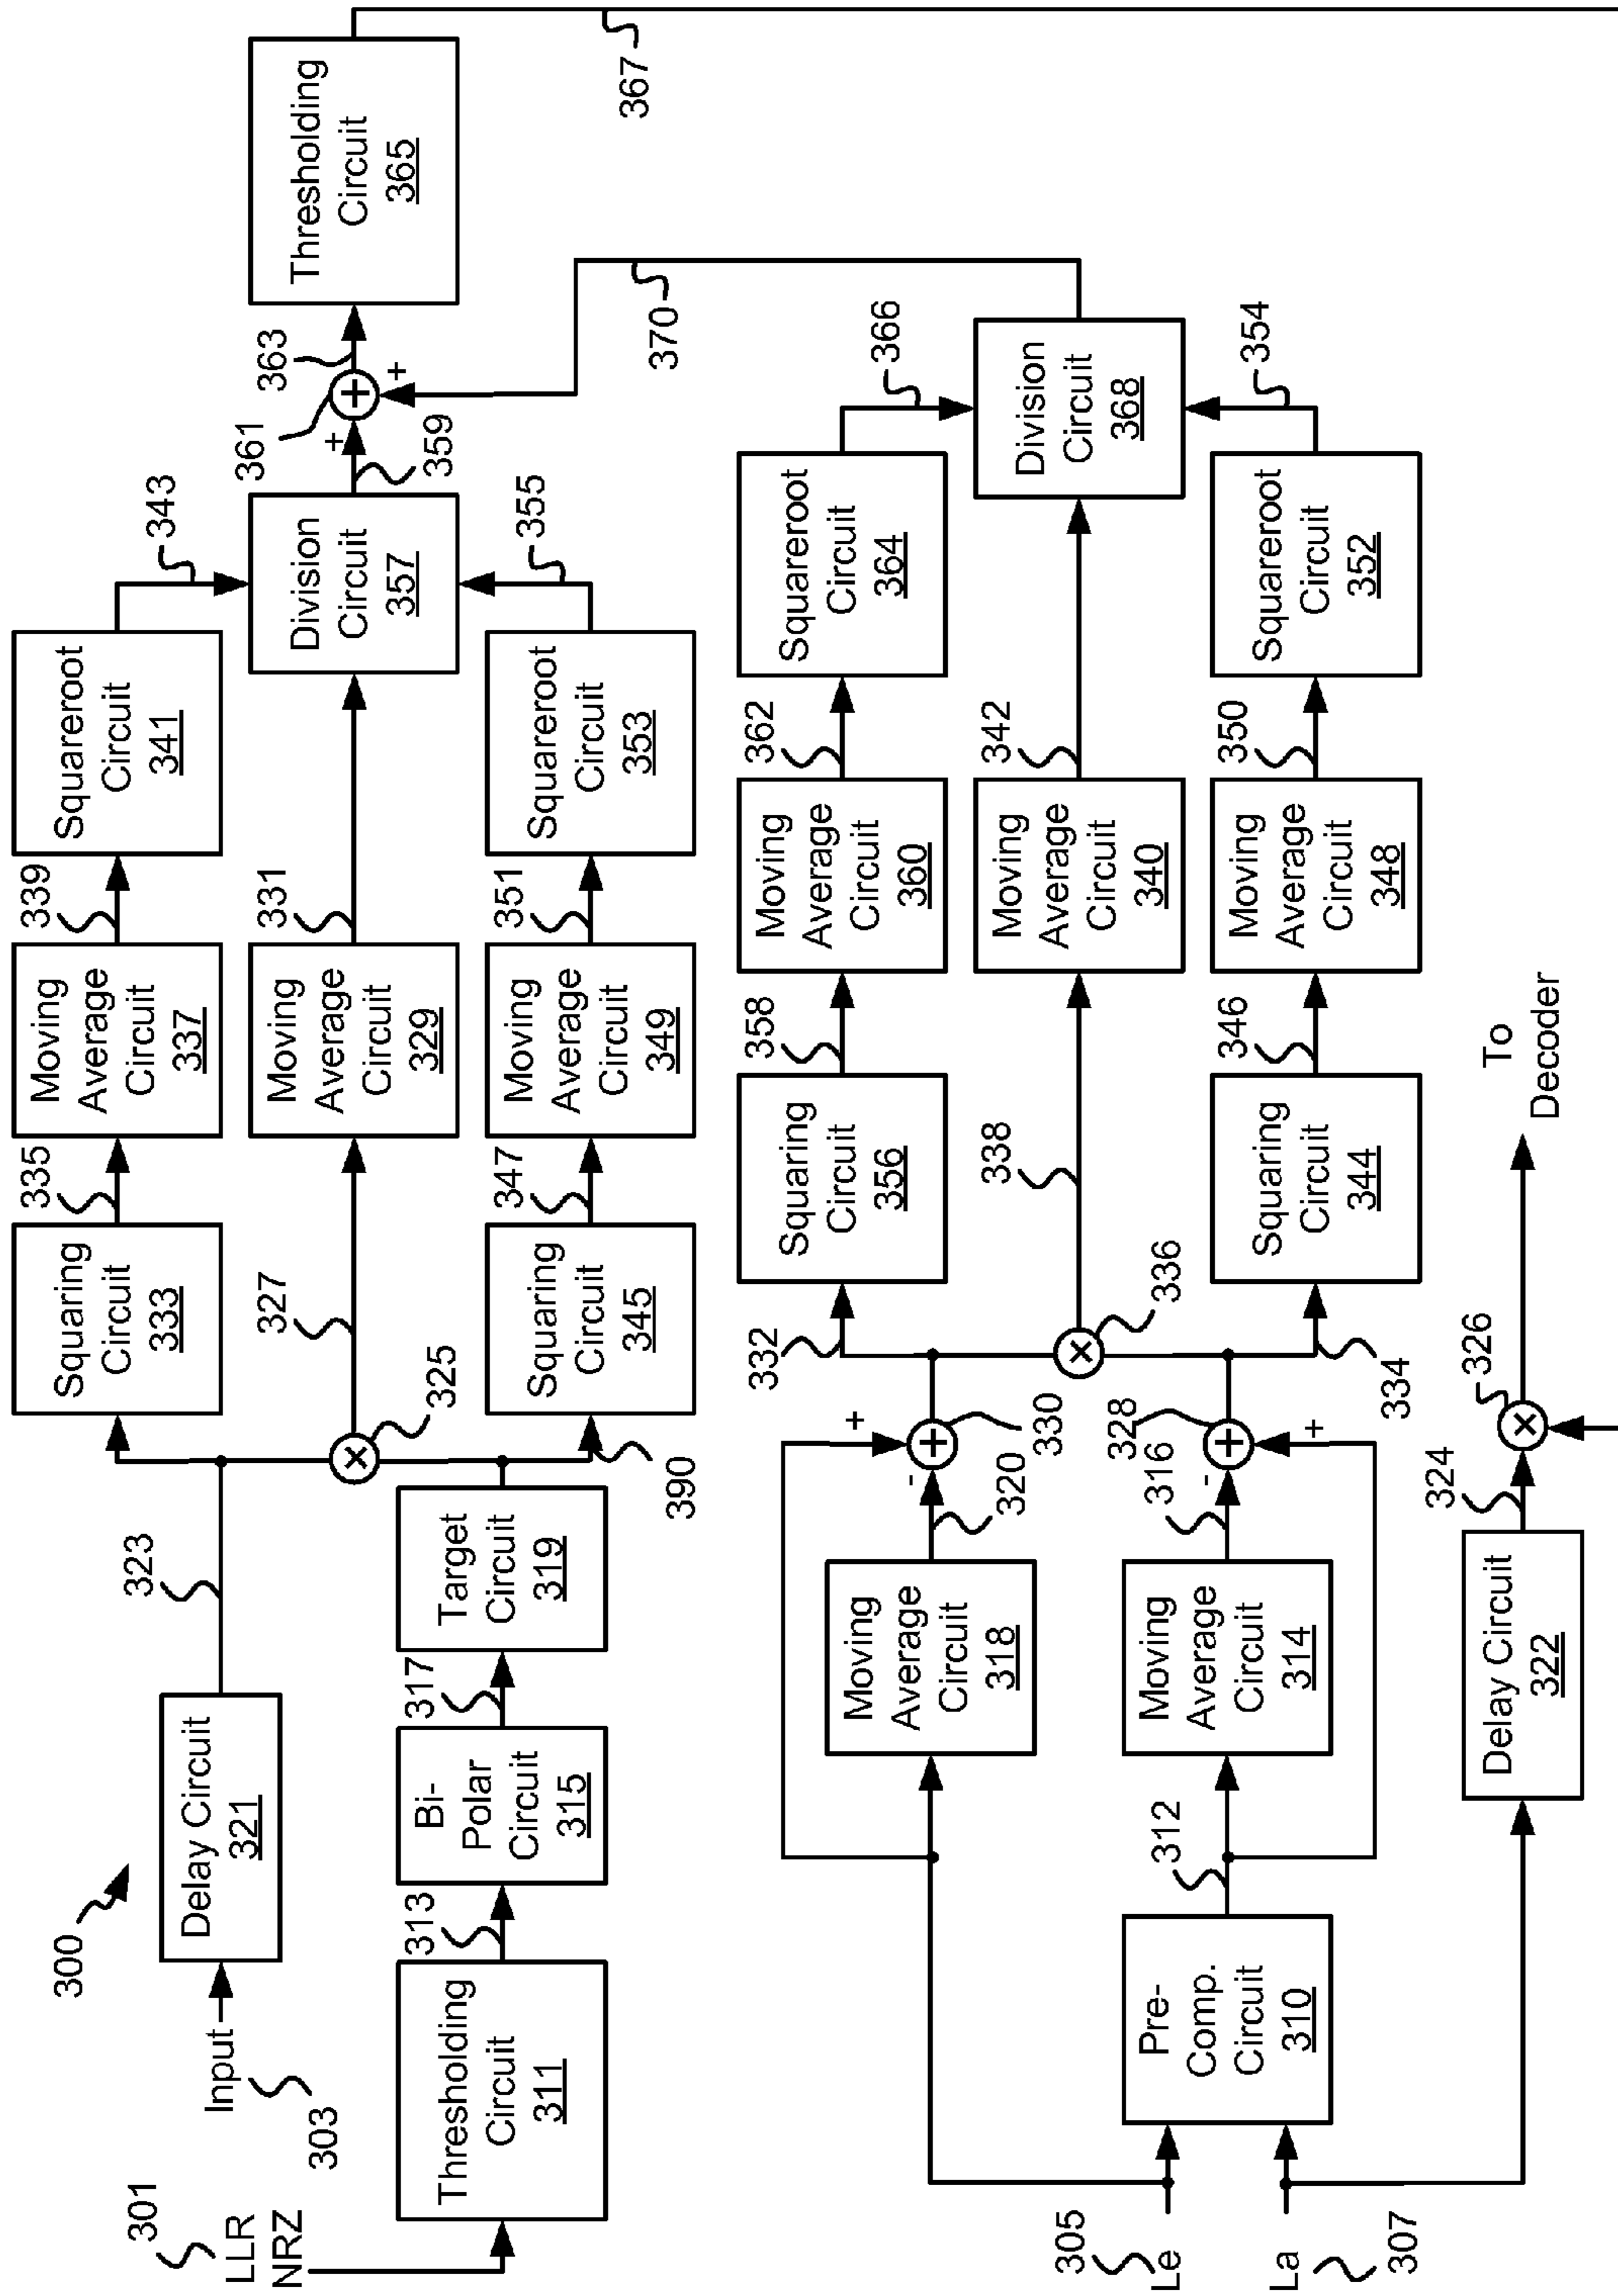 300
301
LLR
NRZ
Input
303
Delay Circuit
321
323
Thresholding
Circuit
311
313
Bi-
Polar
Circuit
315
317
Target
Circuit
319
390
×
325
Squaring
Circuit
333
335
Moving
Average
Circuit
337
339
Squareroot
Circuit
341
343
327
Moving
Average
Circuit
329
331
Division
Circuit
357
Squaring
Circuit
345
347
Moving
Average
Circuit
349
351
Squareroot
Circuit
353
355
359
+
361
+
+
363
Thresholding
Circuit
365
367
370
305
Le
La
307
Pre-
Comp.
Circuit
310
312
Moving
Average
Circuit
318
320
-
+
+
330
Moving
Average
Circuit
314
316
-
+
+
328
332
334
×
336
Squaring
Circuit
356
358
Moving
Average
Circuit
360
362
Squareroot
Circuit
364
366
338
Moving
Average
Circuit
340
342
Division
Circuit
368
Squaring
Circuit
344
346
Moving
Average
Circuit
348
350
Squareroot
Circuit
352
354
Delay Circuit
322
324
×
326
To
Decoder